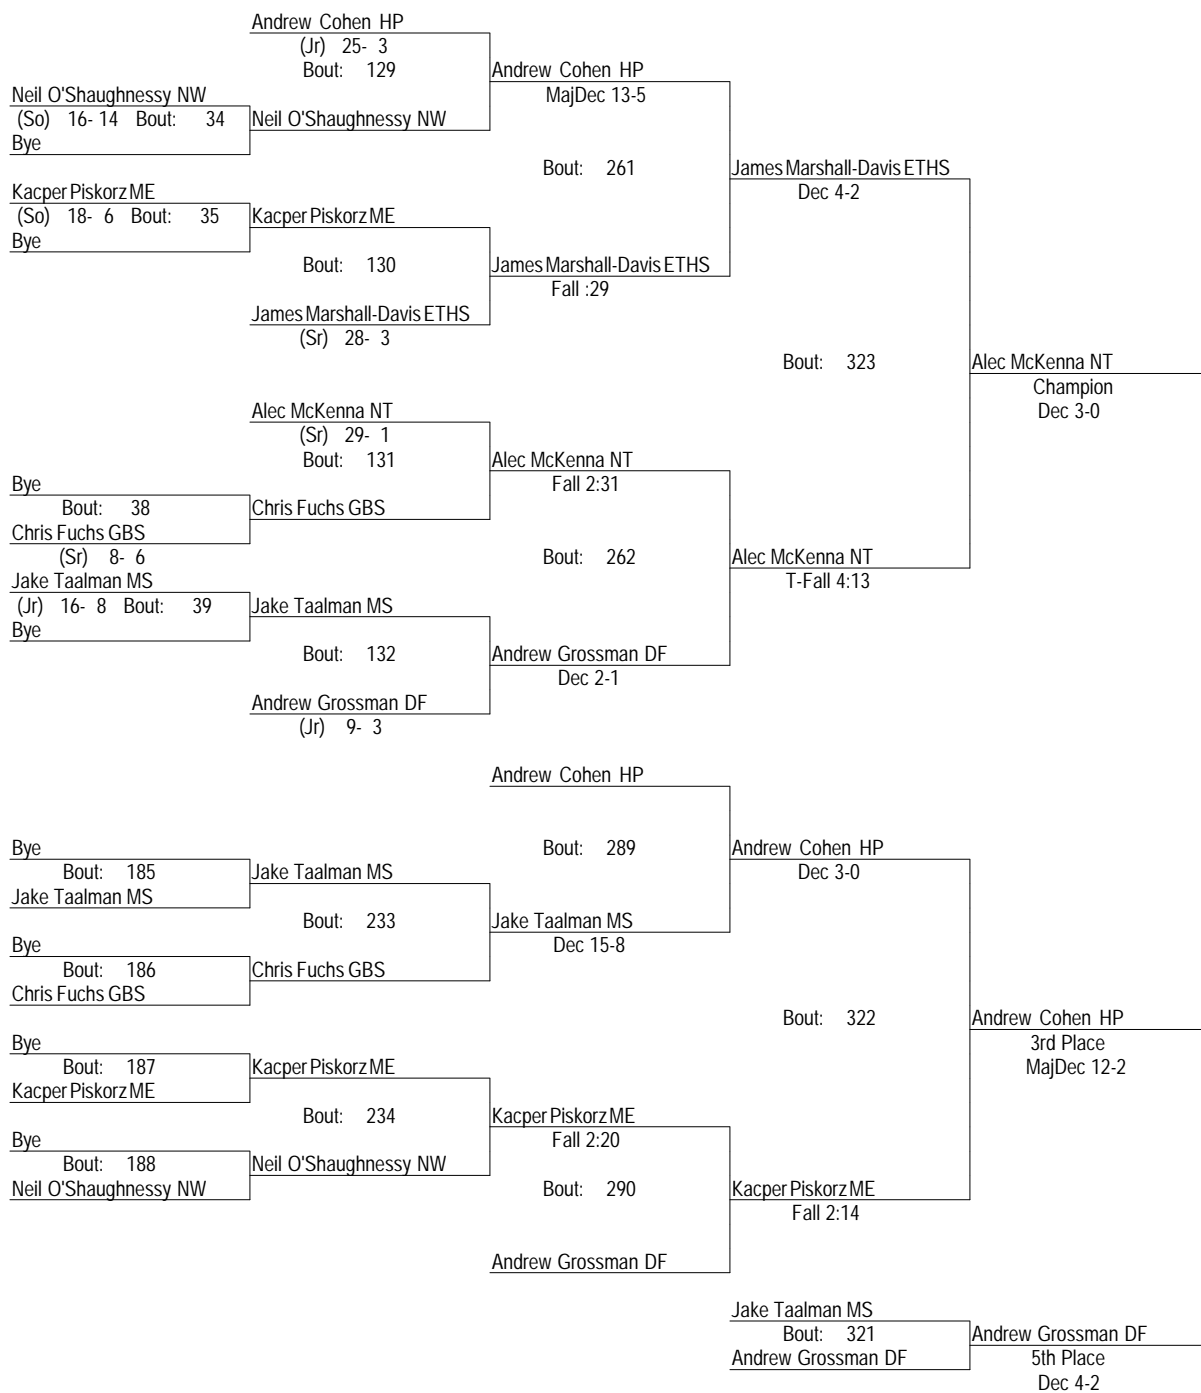 Andrew Cohen HP
(Jr) 25- 3
Bout: 129
Andrew Cohen HP
MajDec 13-5
Neil O'Shaughnessy NW
(So) 16- 14 Bout: 34
Neil O'Shaughnessy NW
Bye
Bout: 261
James Marshall-Davis ETHS
Dec 4-2
Kacper Piskorz ME
(So) 18- 6 Bout: 35
Kacper Piskorz ME
Bye
Bout: 130
James Marshall-Davis ETHS
Fall :29
James Marshall-Davis ETHS
(Sr) 28- 3
Bout: 323
Alec McKenna NT
Champion
Dec 3-0
Alec McKenna NT
(Sr) 29- 1
Bout: 131
Alec McKenna NT
Fall 2:31
Bye
Bout: 38
Chris Fuchs GBS
Chris Fuchs GBS
(Sr) 8- 6
Bout: 262
Alec McKenna NT
T-Fall 4:13
Jake Taalman MS
(Jr) 16- 8 Bout: 39
Jake Taalman MS
Bye
Bout: 132
Andrew Grossman DF
Dec 2-1
Andrew Grossman DF
(Jr) 9- 3
Andrew Cohen HP
Bout: 289
Andrew Cohen HP
Dec 3-0
Bye
Bout: 185
Jake Taalman MS
Jake Taalman MS
Bout: 233
Jake Taalman MS
Dec 15-8
Bye
Bout: 186
Chris Fuchs GBS
Chris Fuchs GBS
Bout: 322
Andrew Cohen HP
3rd Place
MajDec 12-2
Bye
Bout: 187
Kacper Piskorz ME
Kacper Piskorz ME
Bout: 234
Kacper Piskorz ME
Fall 2:20
Bye
Bout: 188
Neil O'Shaughnessy NW
Neil O'Shaughnessy NW
Bout: 290
Kacper Piskorz ME
Fall 2:14
Andrew Grossman DF
Jake Taalman MS
Bout: 321
Andrew Grossman DF
Andrew Grossman DF
5th Place
Dec 4-2